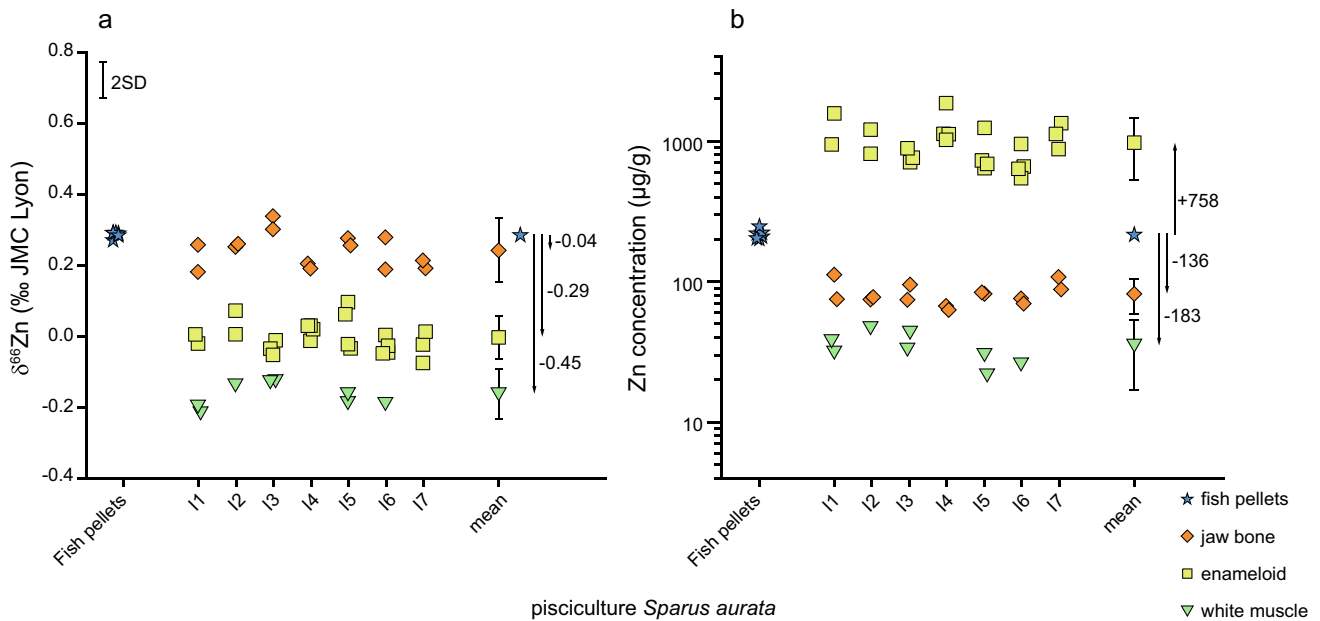 a
0.8
0.6
0.4
0.2
0.0
-0.2
-0.4
δ⁶⁶Zn (‰ JMC Lyon)
2SD
-0.04
-0.29
-0.45
Fish pellets
I1
I2
I3
I4
I5
I6
I7
mean
b
1000
100
10
Zn concentration (µg/g)
+758
-136
-183
Fish pellets
I1
I2
I3
I4
I5
I6
I7
mean
fish pellets
jaw bone
enameloid
white muscle
pisciculture Sparus aurata